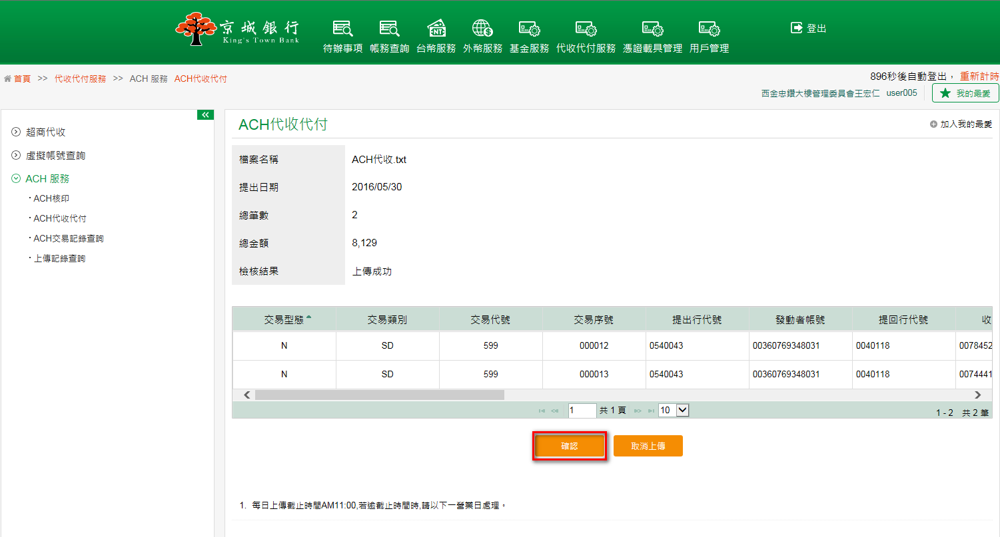 京城銀行
King's Town Bank
待辦事項 帳務查詢 台幣服務 外幣服務 基金服務 代收代付服務 憑證載具管理 用戶管理
NT
$
登出
首頁 >> 代收代付服務 >> ACH 服務 ACH代收代付
896秒後自動登出， 重新計時
西金忠鑽大樓管理委員會王宏仁 user005
我的最愛
超商代收
虛擬帳號查詢
ACH 服務
ACH核印
ACH代收代付
ACH交易記錄查詢
上傳記錄查詢
ACH代收代付
加入我的最愛
檔案名稱 ACH代收.txt
提出日期 2016/05/30
總筆數 2
總金額 8,129
檢核結果 上傳成功
交易型態 交易類別 交易代號 交易序號 提出行代號 發動者帳號 提回行代號 收
N SD 599 000012 0540043 00360769348031 0040118 0078452
N SD 599 000013 0540043 00360769348031 0040118 0074441
1 共 1 頁 10
1 - 2 共 2 筆
確認 取消上傳
1. 每日上傳截止時間AM11:00,若逾截止時間時,請以下一營業日處理。